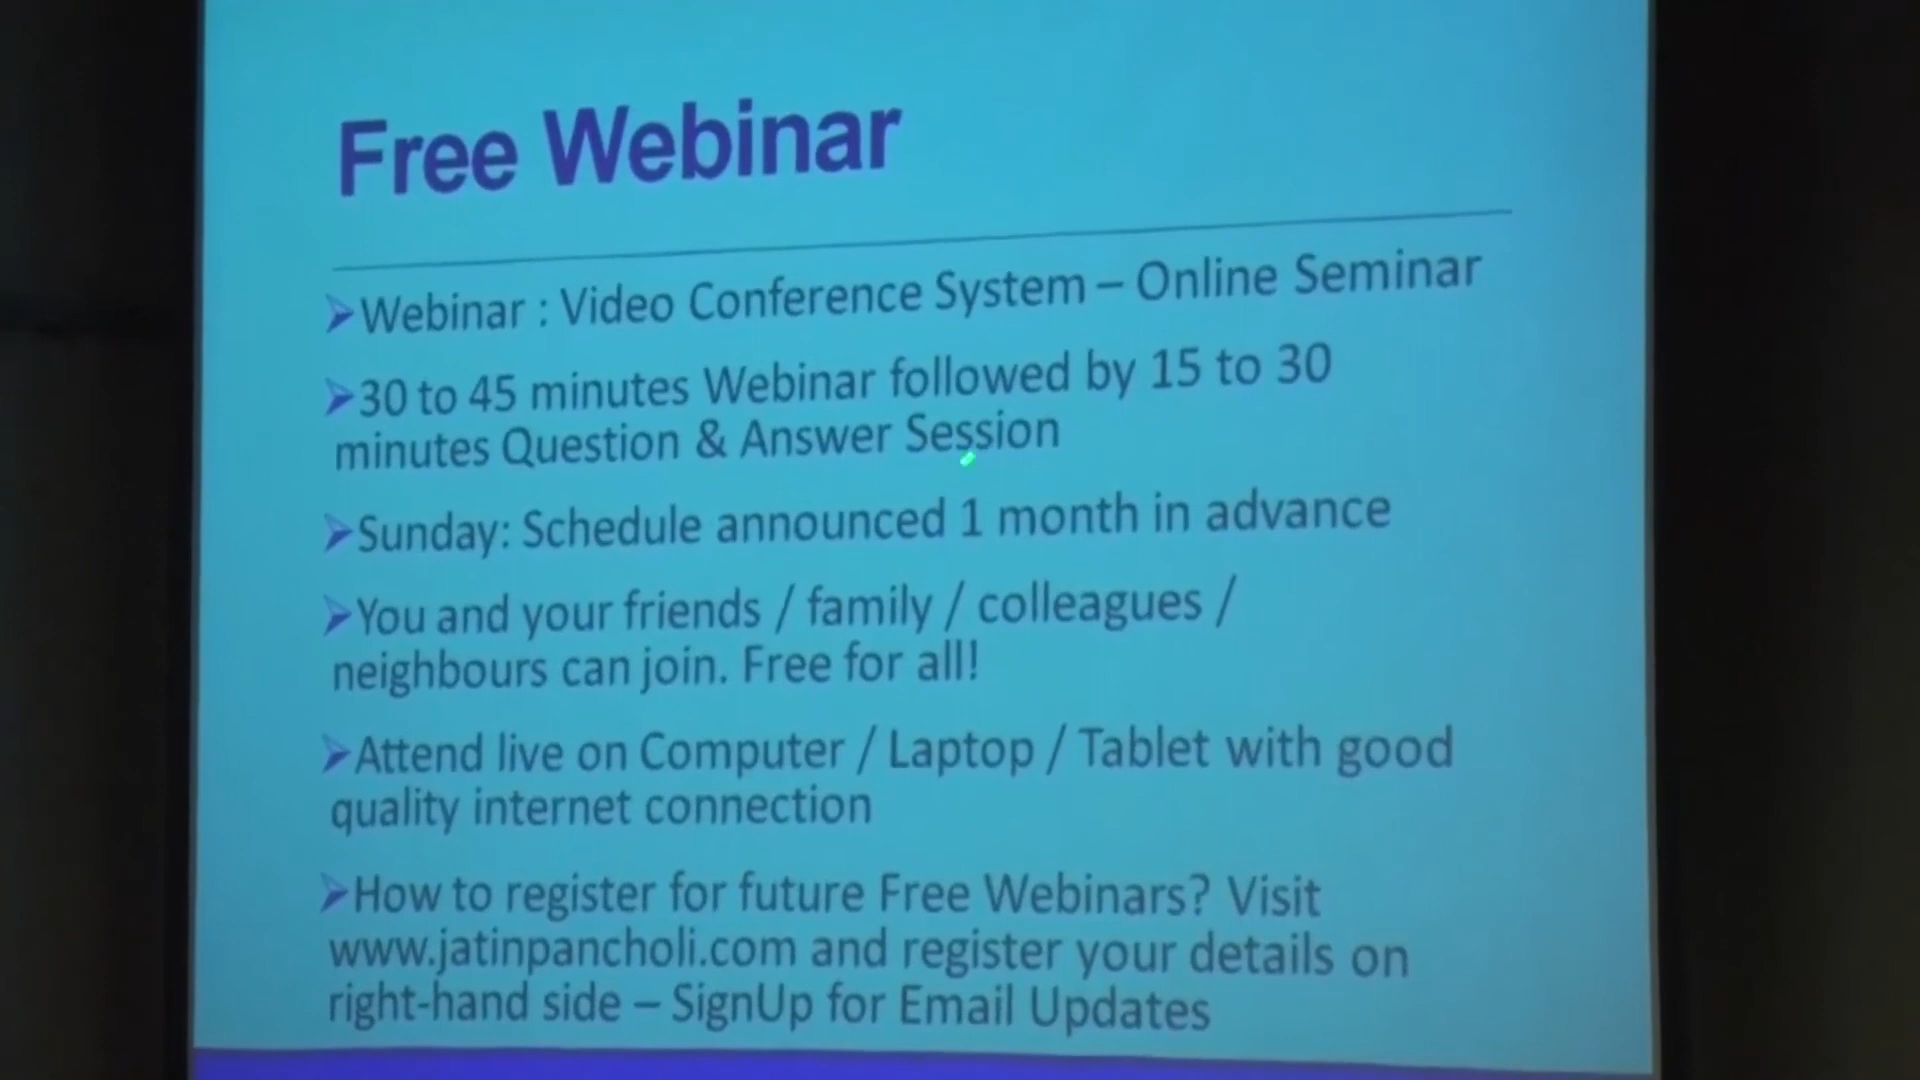 Free Webinar
➢Webinar : Video Conference System – Online Seminar
➢30 to 45 minutes Webinar followed by 15 to 30
minutes Question & Answer Session
➢Sunday: Schedule announced 1 month in advance
➢You and your friends / family / colleagues /
neighbours can join. Free for all!
➢Attend live on Computer / Laptop / Tablet with good
quality internet connection
➢How to register for future Free Webinars? Visit
www.jatinpancholi.com and register your details on
right-hand side – SignUp for Email Updates